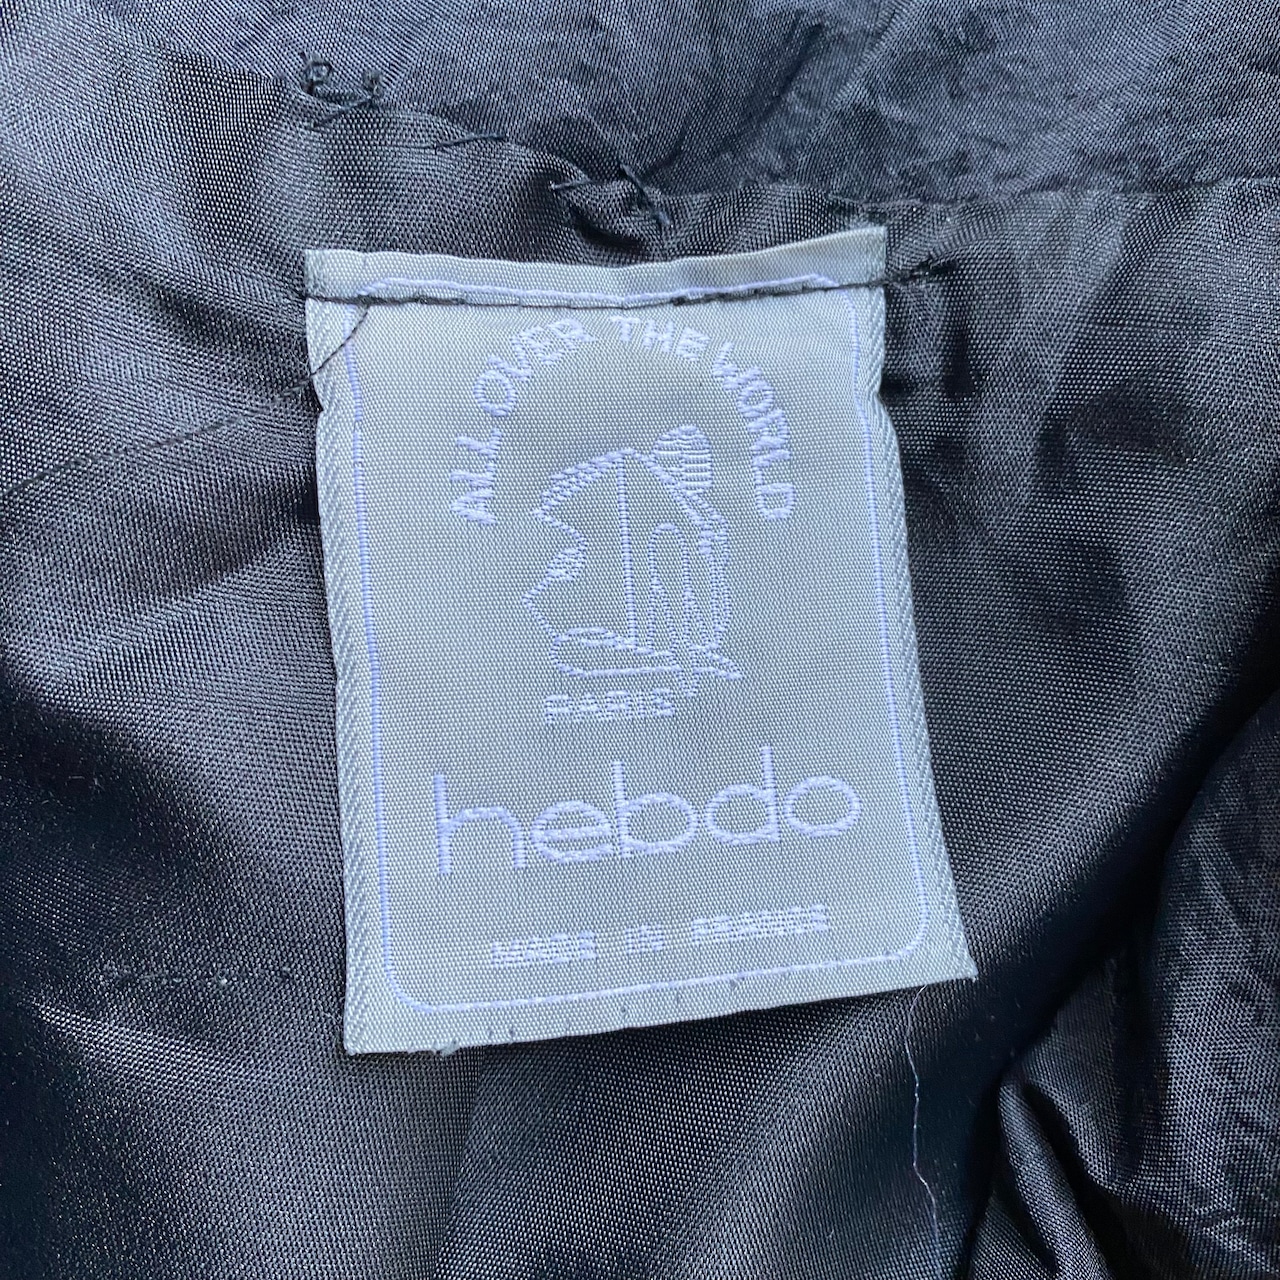 ALL OVER THE WORLD
PARIS
hebdo
MADE IN FRANCE